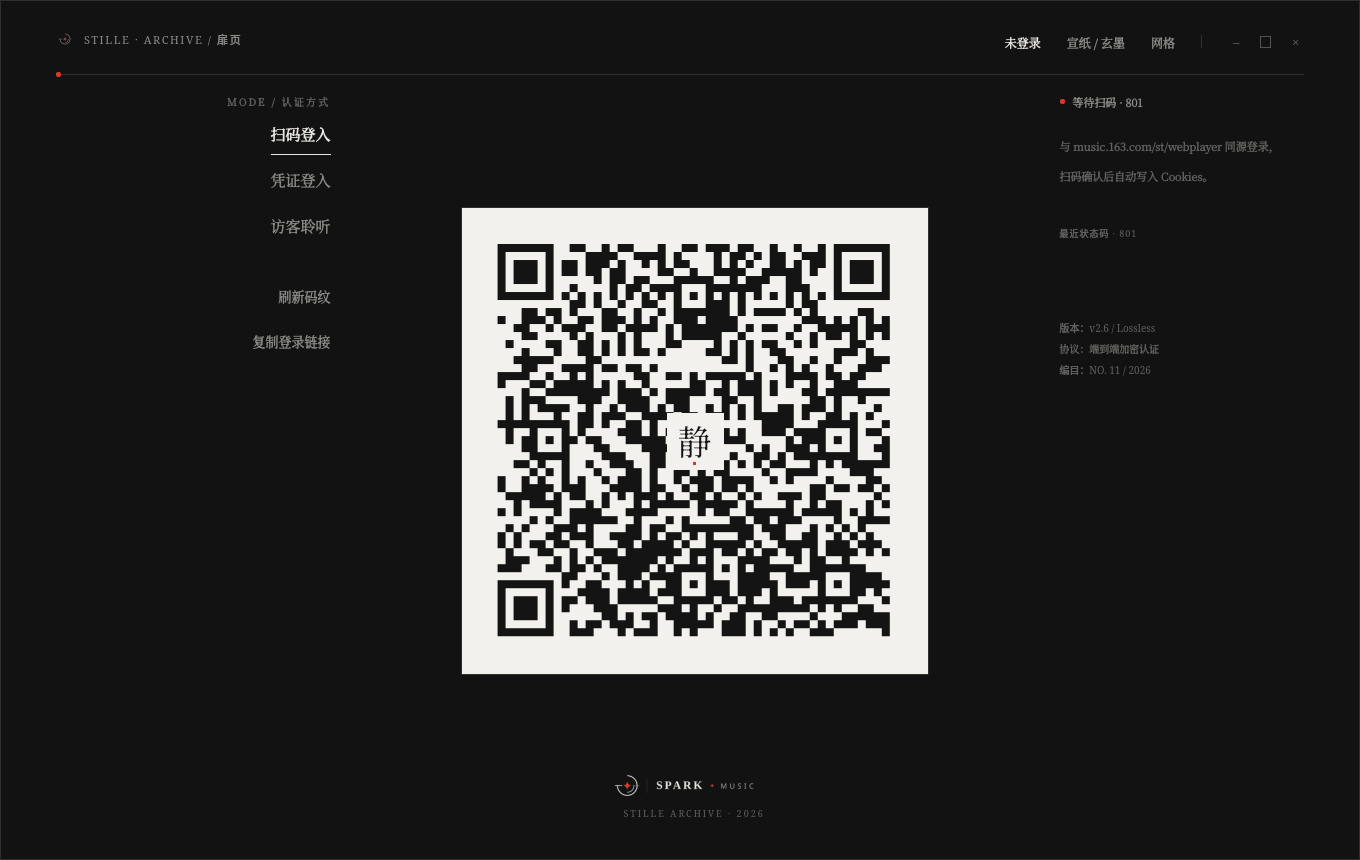 STILLE · ARCHIVE / 扉页
未登录 宣纸 / 玄墨 网格
MODE / 认证方式
扫码登入
凭证登入
访客聆听
刷新码纹
复制登录链接
静
等待扫码 · 801
与 music.163.com/st/webplayer 同源登录，
扫码确认后自动写入 Cookies。
最近状态码 · 801
版本： v2.6 / Lossless
协议： 端到端加密认证
编目： NO. 11 / 2026
SPARK • MUSIC
STILLE ARCHIVE · 2026